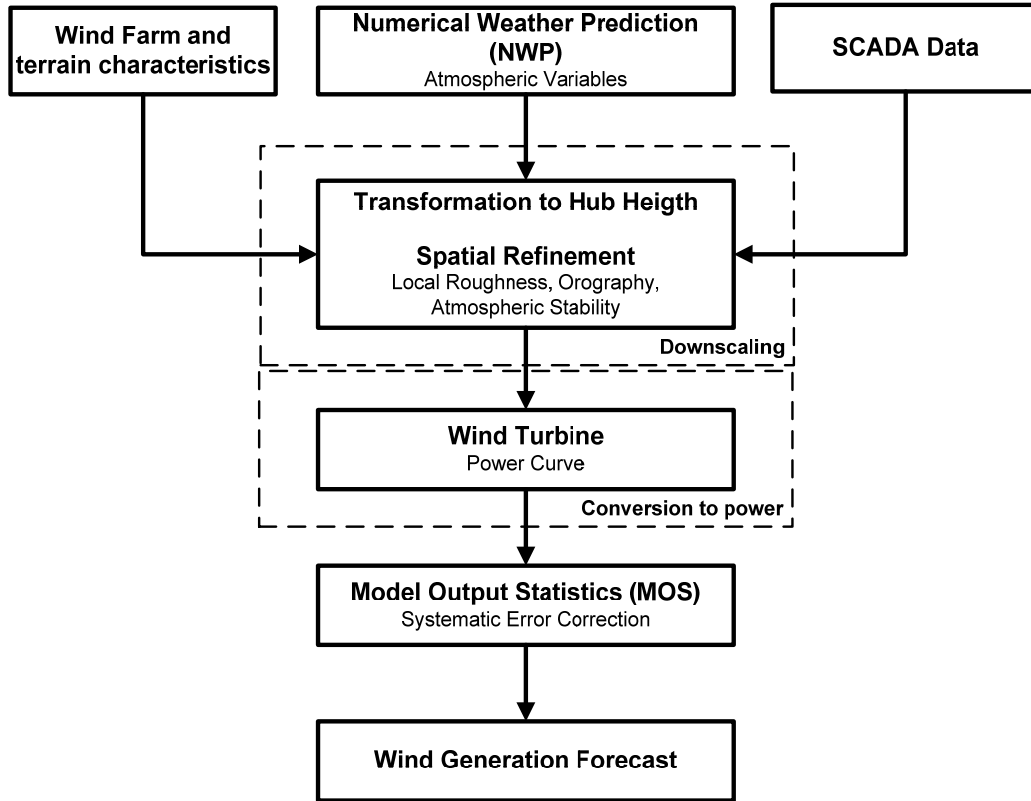 Wind Farm and
terrain characteristics
Numerical Weather Prediction
(NWP)
Atmospheric Variables
SCADA Data
Transformation to Hub Heigth
Spatial Refinement
Local Roughness, Orography,
Atmospheric Stability
Downscaling
Wind Turbine
Power Curve
Conversion to power
Model Output Statistics (MOS)
Systematic Error Correction
Wind Generation Forecast